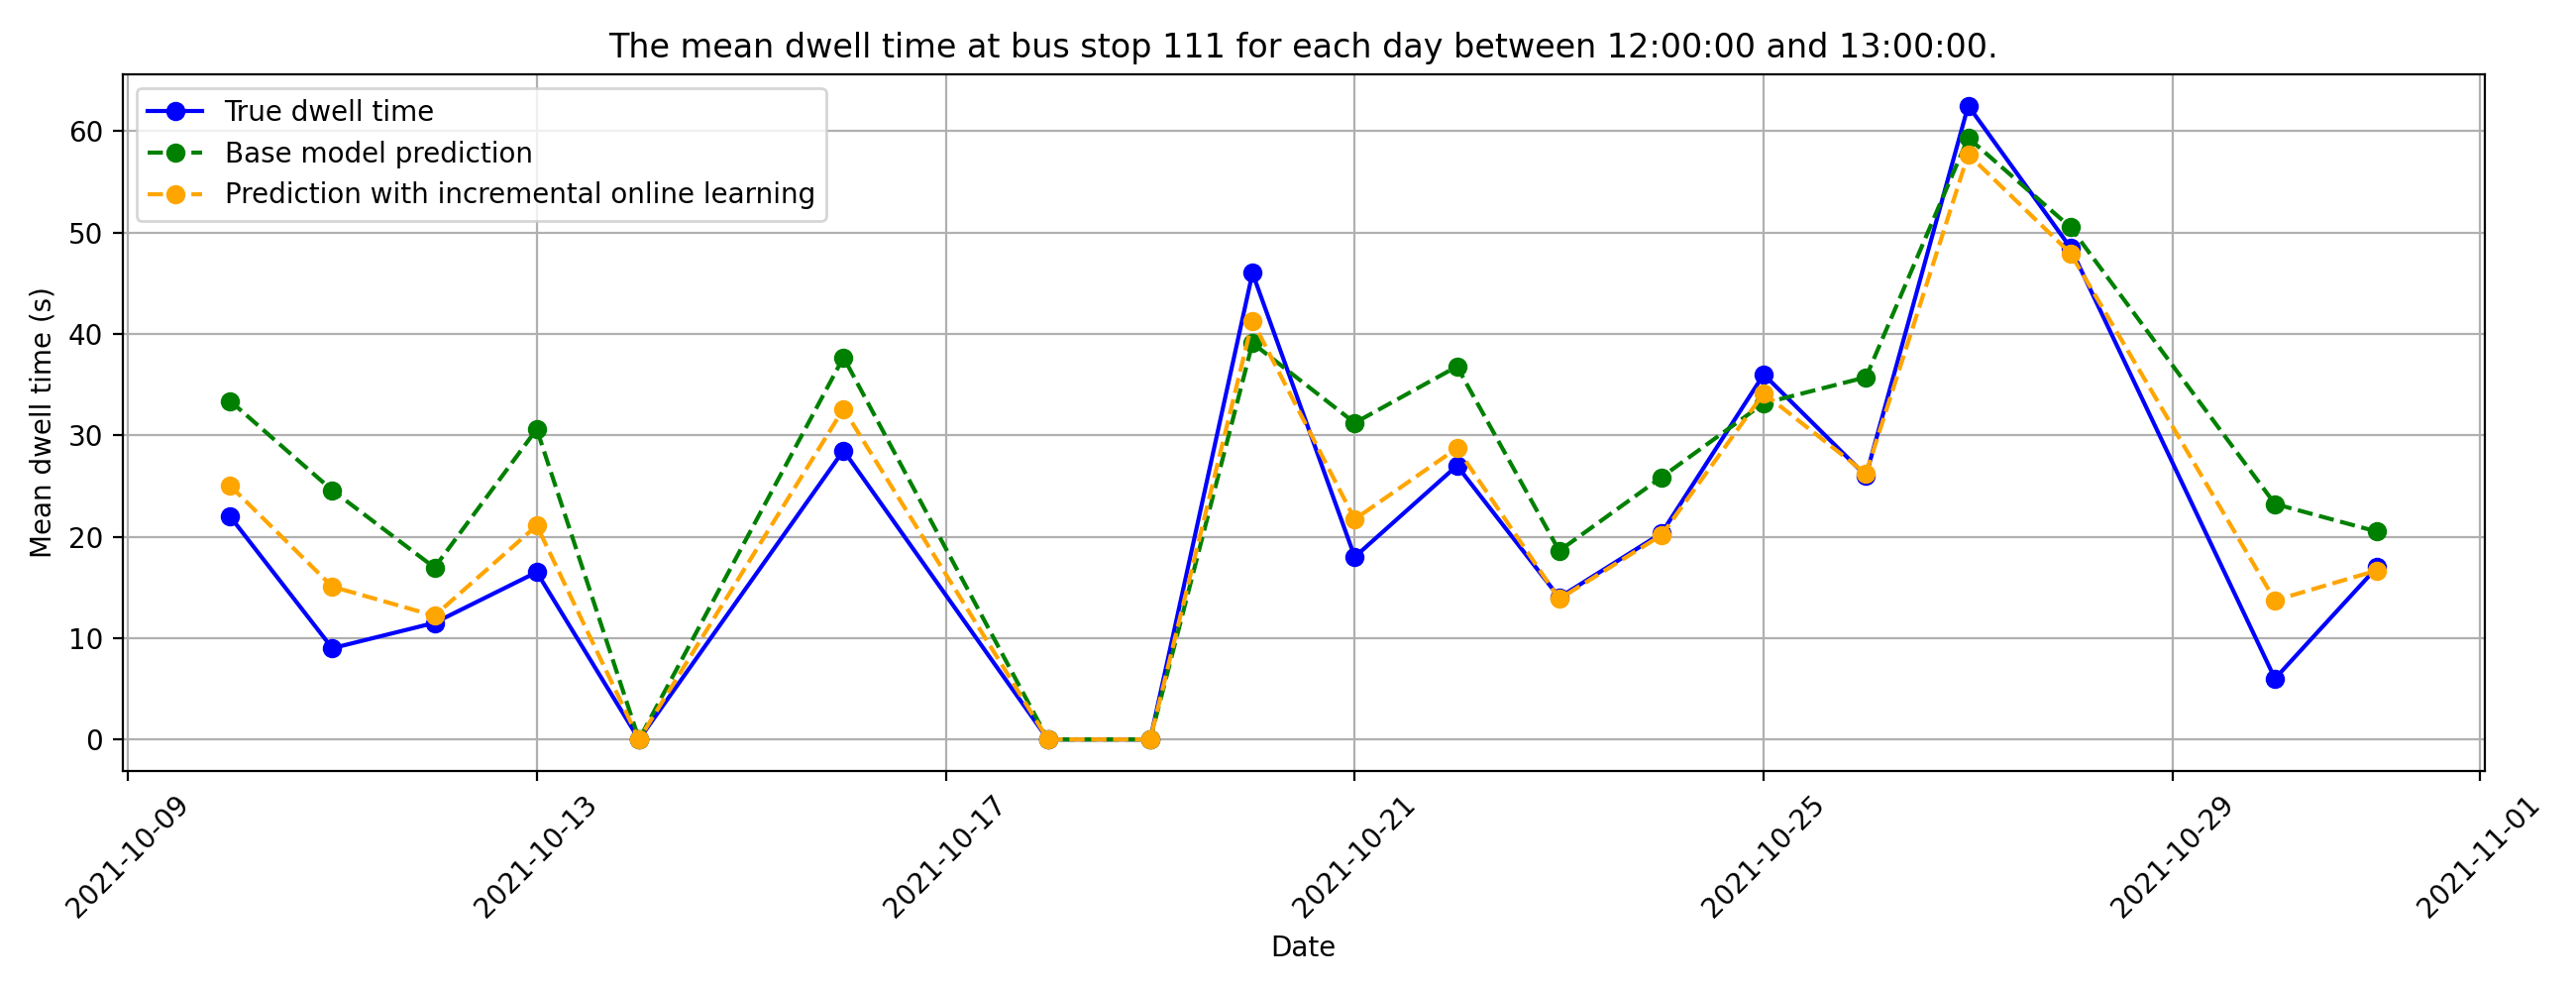 The mean dwell time at bus stop 111 for each day between 12:00:00 and 13:00:00.
True dwell time
Base model prediction
Prediction with incremental online learning
Mean dwell time (s)
60
50
40
30
20
10
0
2021-10-09
2021-10-13
2021-10-17
2021-10-21
2021-10-25
2021-10-29
2021-11-01
Date